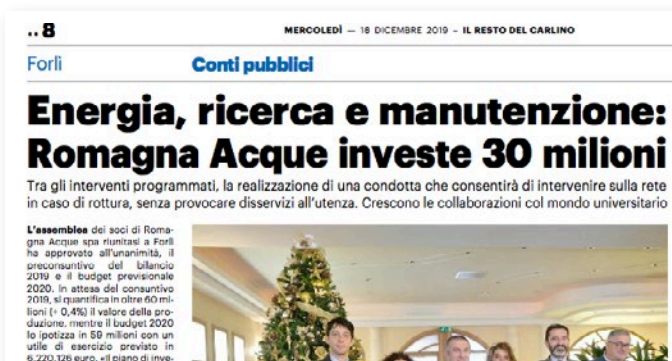 ..8
MERCOLEDÌ — 18 DICEMBRE 2019 – IL RESTO DEL CARLINO
Forlì
Conti pubblici
Energia, ricerca e manutenzione:
Romagna Acque investe 30 milioni
Tra gli interventi programmati, la realizzazione di una condotta che consentirà di intervenire sulla rete
in caso di rottura, senza provocare disservizi all'utenza. Crescono le collaborazioni col mondo universitario
L'assemblea dei soci di Roma-
gna Acque spa riunitasi a Forlì
ha approvato all'unanimità, il
preconsuntivo del bilancio
2019 e il budget previsionale
2020. In attesa del consuntivo
2019, si quantifica in oltre 60 mi-
lioni (+ 0,4%) il valore della pro-
duzione, mentre il budget 2020
lo ipotizza in 59 milioni con un
utile di esercizio previsto in
6.220.126 euro. «Il piano di inve-